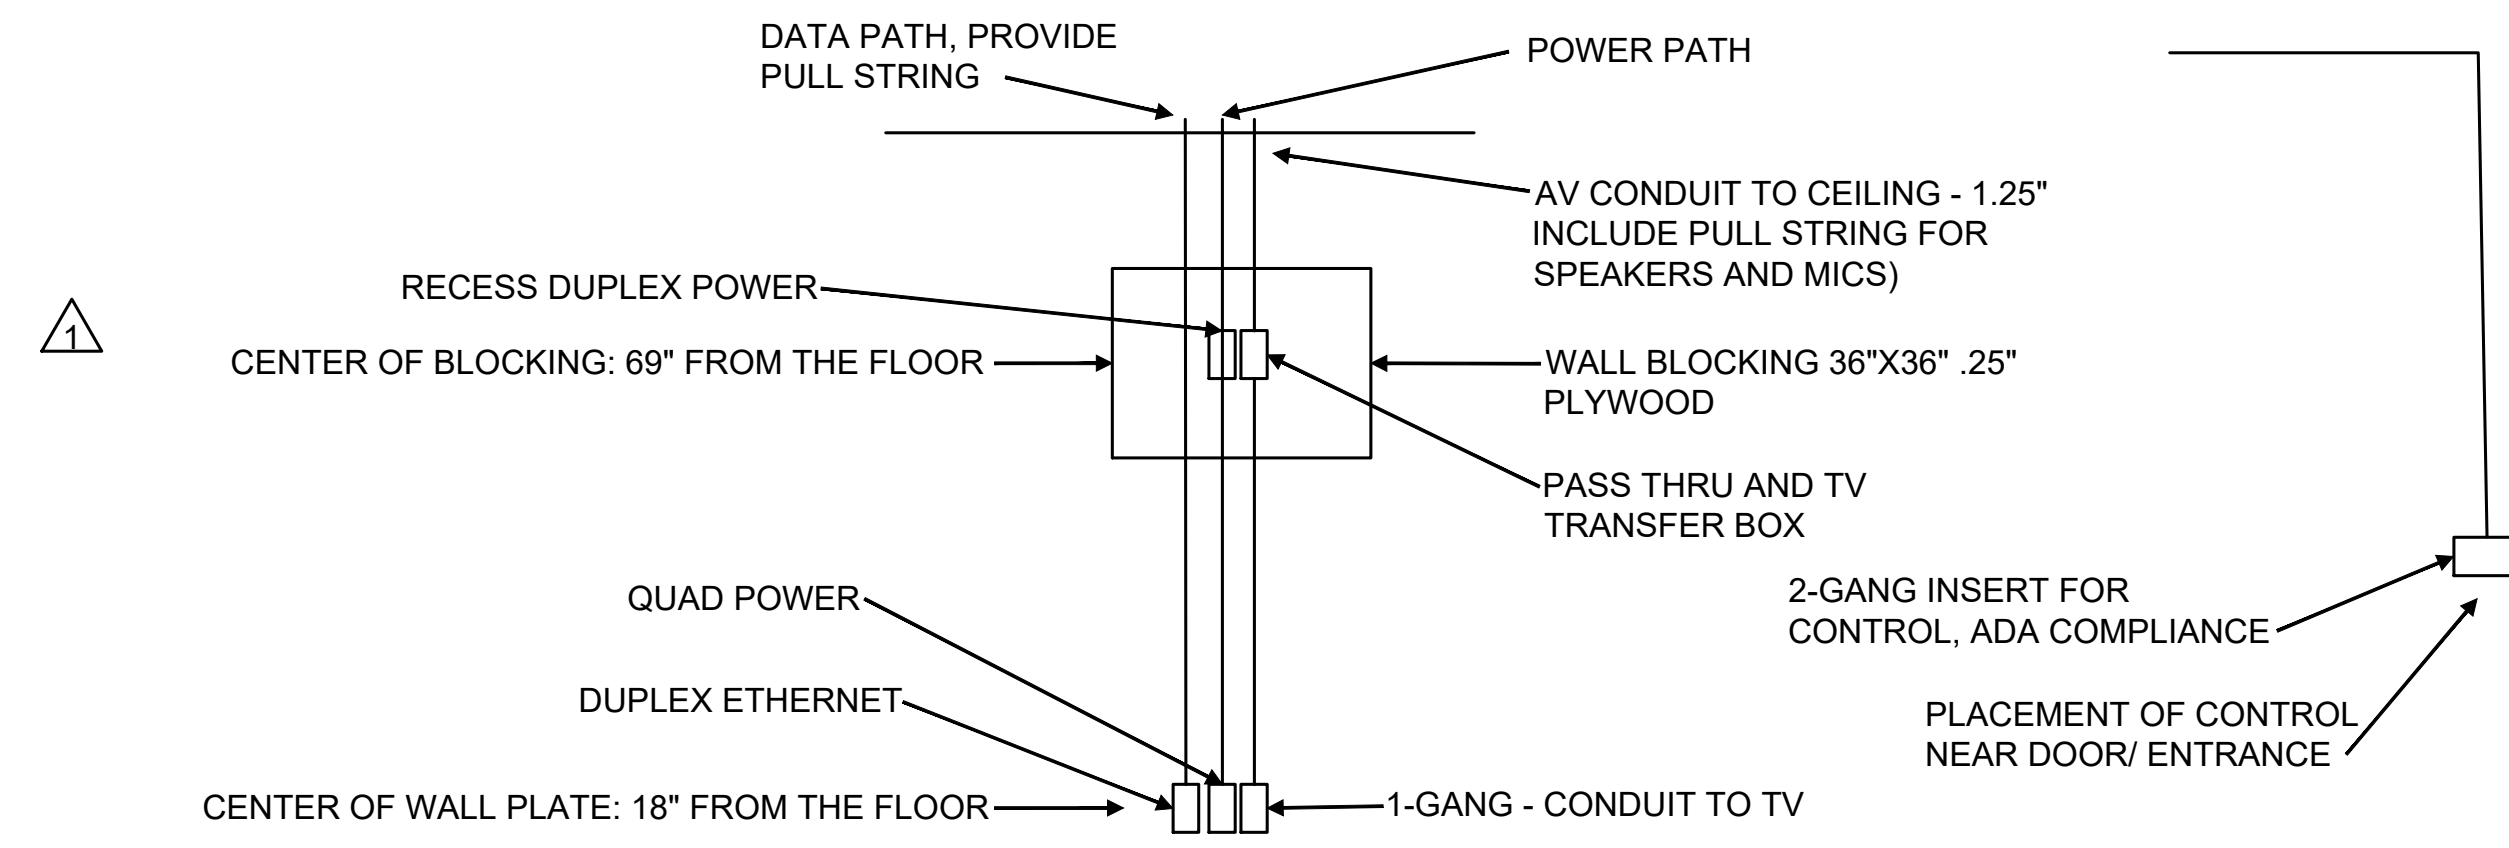 DATA PATH, PROVIDE
PULL STRING
POWER PATH
AV CONDUIT TO CEILING - 1.25"
INCLUDE PULL STRING FOR
SPEAKERS AND MICS)
RECESS DUPLEX POWER
1
CENTER OF BLOCKING: 69" FROM THE FLOOR
WALL BLOCKING 36"X36" .25"
PLYWOOD
PASS THRU AND TV
TRANSFER BOX
QUAD POWER
2-GANG INSERT FOR
CONTROL, ADA COMPLIANCE
DUPLEX ETHERNET
PLACEMENT OF CONTROL
NEAR DOOR/ ENTRANCE
CENTER OF WALL PLATE: 18" FROM THE FLOOR
1-GANG - CONDUIT TO TV